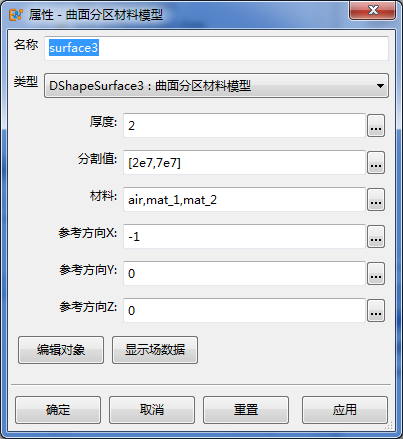 属性 - 曲面分区材料模型
名称 surface3
类型 DShapeSurface3 : 曲面分区材料模型
厚度: 2 ...
分割值: [2e7,7e7] ...
材料: air,mat_1,mat_2 ...
参考方向X: -1 ...
参考方向Y: 0 ...
参考方向Z: 0 ...
编辑对象 显示场数据
确定 取消 重置 应用